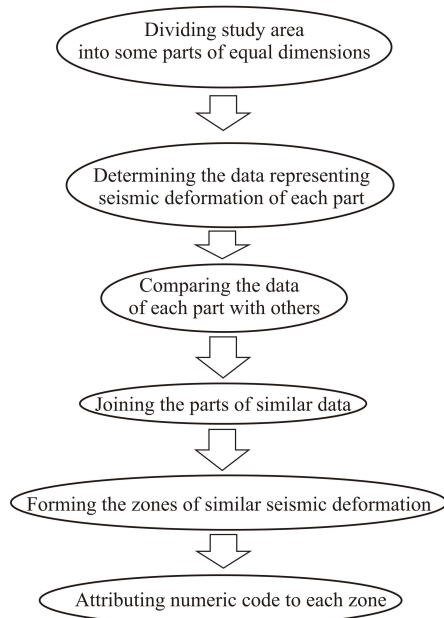 Dividing study area
into some parts of equal dimensions
Determining the data representing
seismic deformation of each part
Comparing the data
of each part with others
Joining the parts of similar data
Forming the zones of similar seismic deformation
Attributing numeric code to each zone